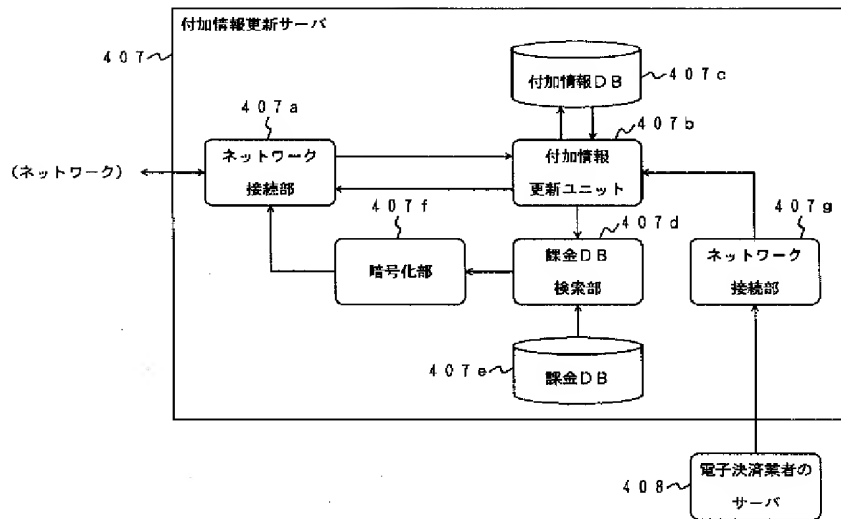 付加情報更新サーバ
407
付加情報DB
407c
407a
407b
(ネットワーク)
ネットワーク
接続部
付加情報
更新ユニット
407f
407d
407g
暗号化部
課金DB
検索部
ネットワーク
接続部
407e
課金DB
408
電子決済業者の
サーバ